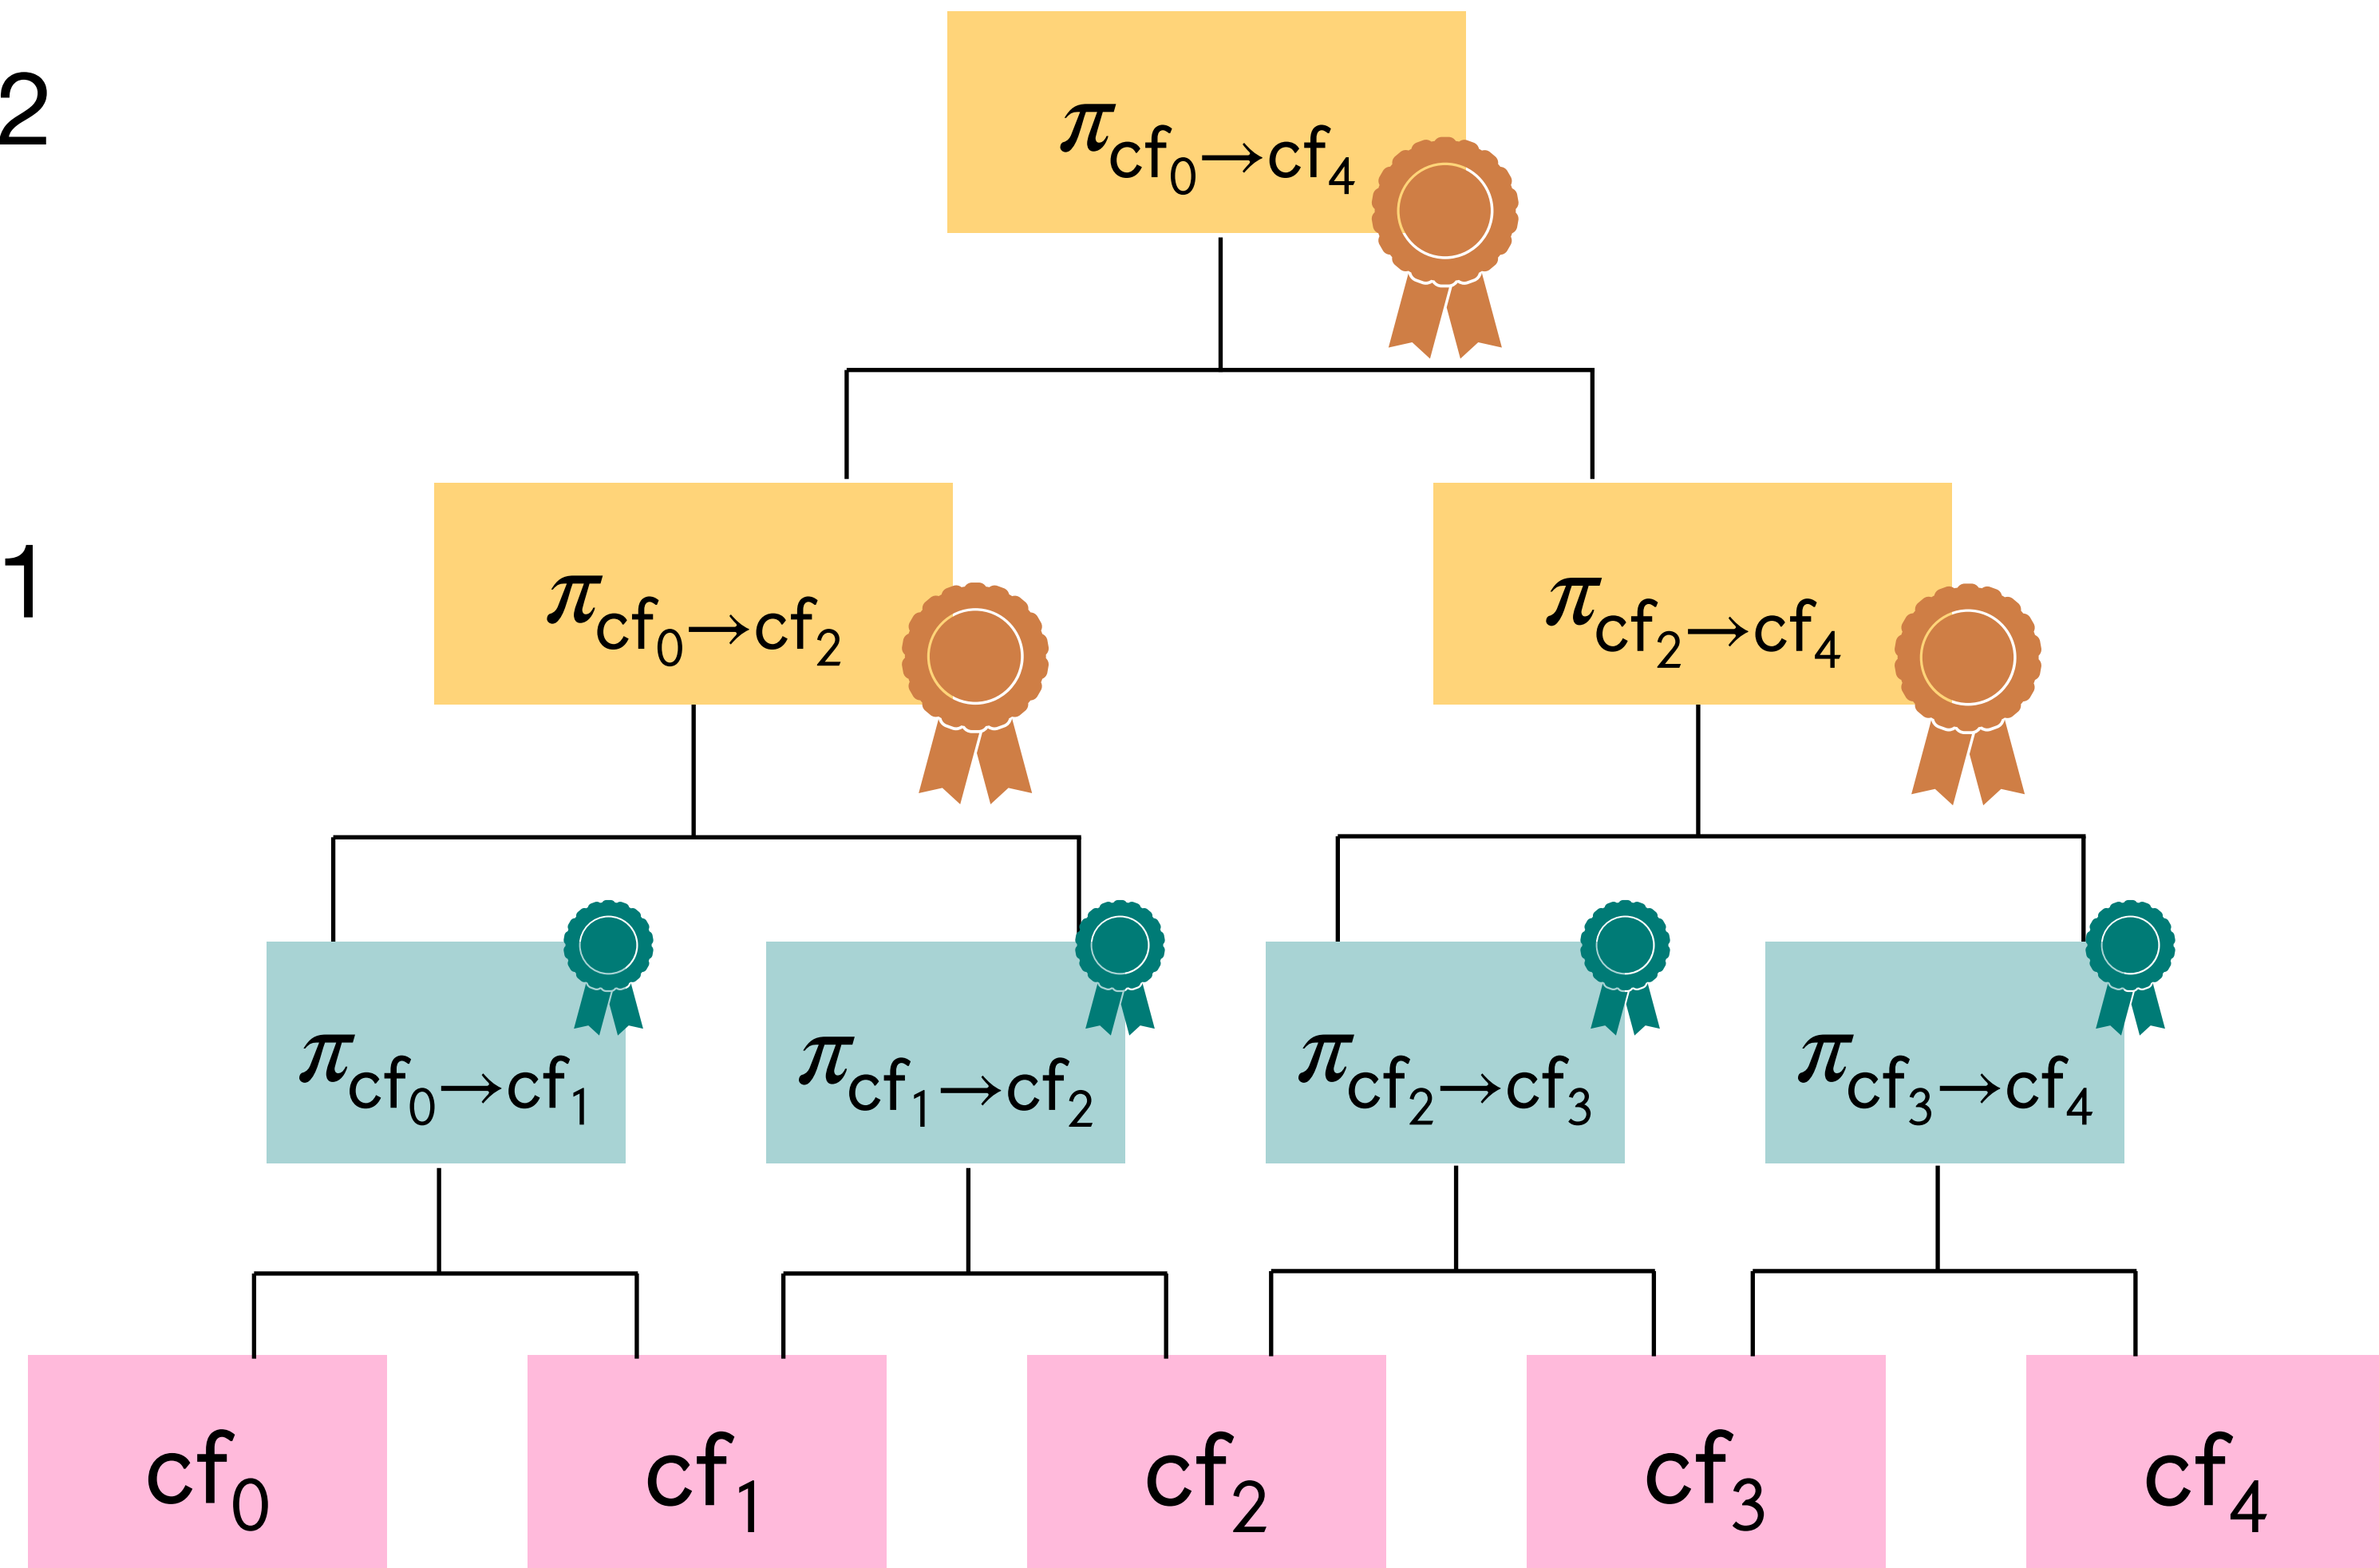 2 π cf₀→cf₄
1 π cf₀→cf₂ π cf₂→cf₄
π cf₀→cf₁ π cf₁→cf₂ π cf₂→cf₃ π cf₃→cf₄
cf₀ cf₁ cf₂ cf₃ cf₄